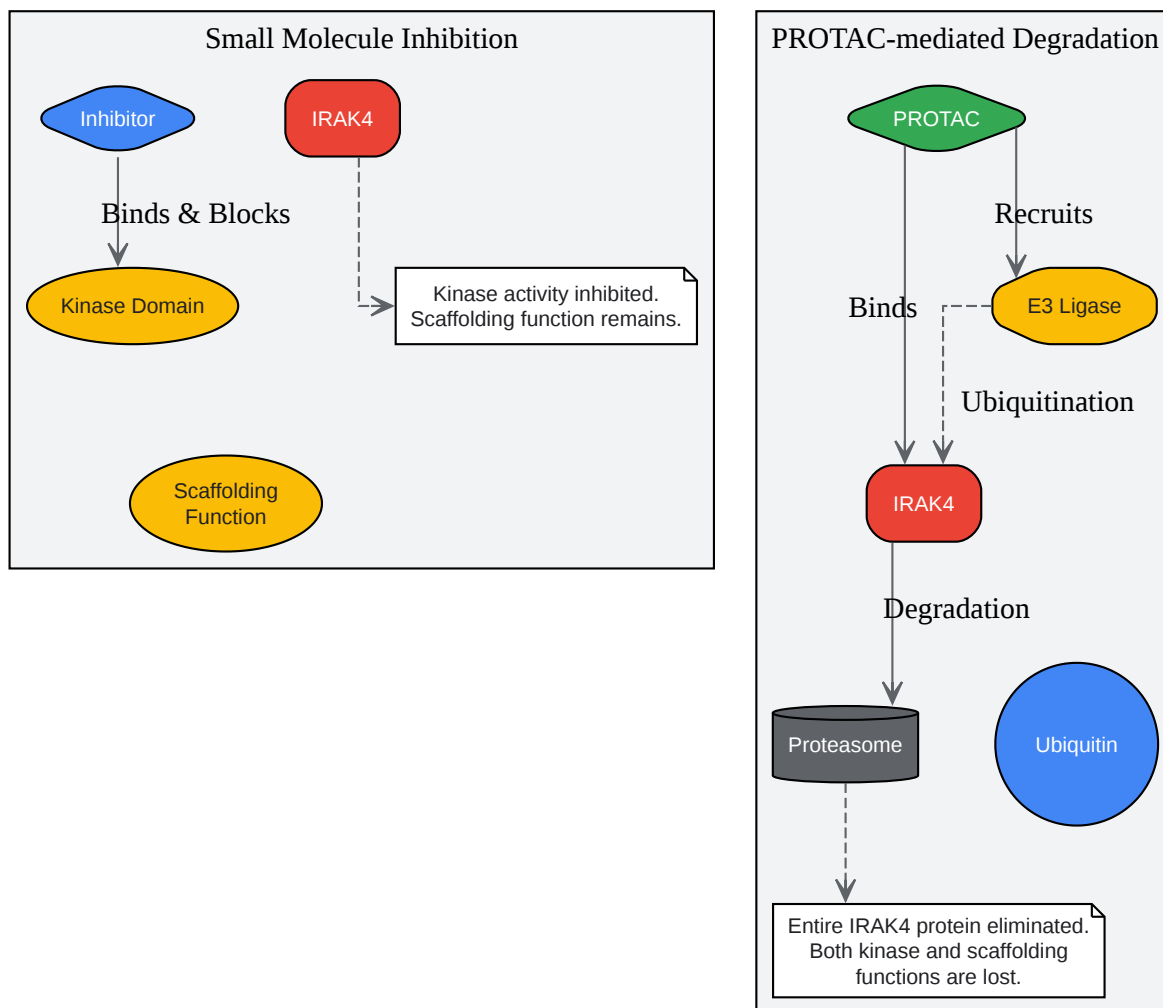 Small Molecule Inhibition
Inhibitor
IRAK4
Binds & Blocks
Kinase Domain
Kinase activity inhibited.
Scaffolding function remains.
Scaffolding
Function
PROTAC-mediated Degradation
PROTAC
Recruits
Binds
E3 Ligase
Ubiquitination
IRAK4
Degradation
Proteasome
Ubiquitin
Entire IRAK4 protein eliminated.
Both kinase and scaffolding
functions are lost.